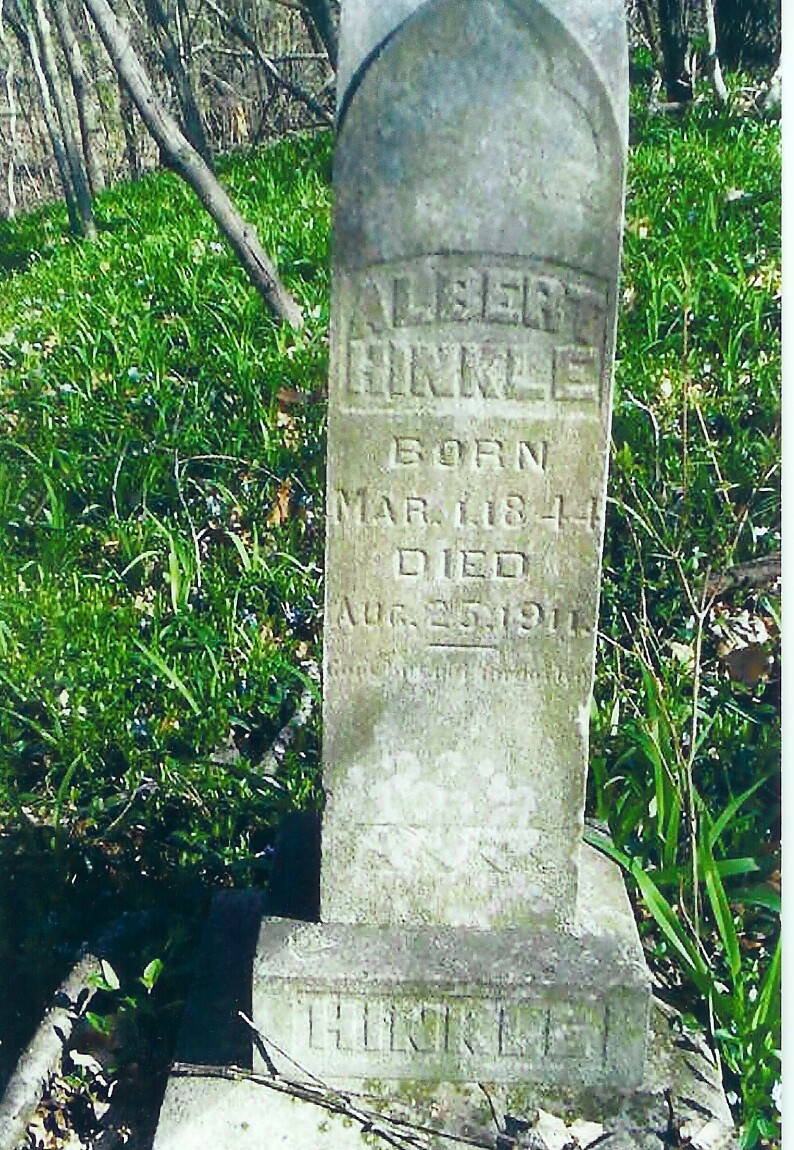 ALBERT
HINKLE
BORN
MAR. 1. 1844
DIED
AUG. 25. 1911.
HINKLE